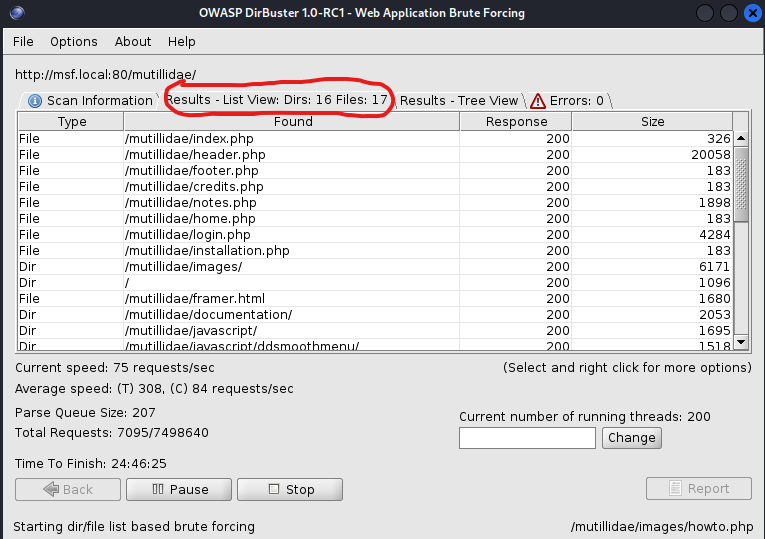 OWASP DirBuster 1.0-RC1 - Web Application Brute Forcing
File Options About Help
http://msf.local:80/mutillidae/
Scan Information Results - List View: Dirs: 16 Files: 17 Results - Tree View Errors: 0
Type Found Response Size
File /mutillidae/index.php 200 326
File /mutillidae/header.php 200 20058
File /mutillidae/footer.php 200 183
File /mutillidae/credits.php 200 183
File /mutillidae/notes.php 200 1898
File /mutillidae/home.php 200 183
File /mutillidae/login.php 200 4284
File /mutillidae/installation.php 200 183
Dir /mutillidae/images/ 200 6171
Dir / 200 1096
File /mutillidae/framer.html 200 1680
Dir /mutillidae/documentation/ 200 2053
Dir /mutillidae/javascript/ 200 1695
Dir /mutillidae/javascript/ddsmoothmenu/ 200 1518
Current speed: 75 requests/sec (Select and right click for more options)
Average speed: (T) 308, (C) 84 requests/sec
Parse Queue Size: 207
Current number of running threads: 200
Total Requests: 7095/7498640
Change
Time To Finish: 24:46:25
Back Pause Stop Report
Starting dir/file list based brute forcing /mutillidae/images/howto.php